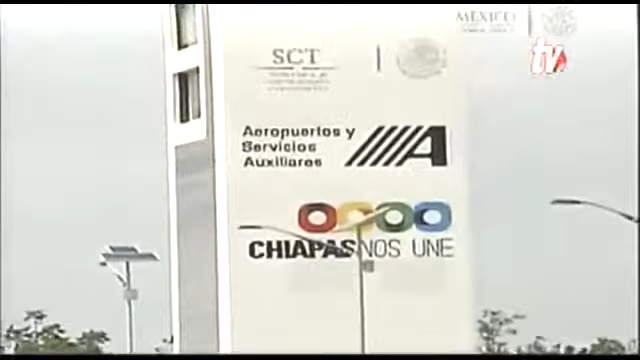 MÉXICO
tv
SCT
Aeropuertos y
Servicios
Auxiliares
A
CHIAPAS NOS UNE